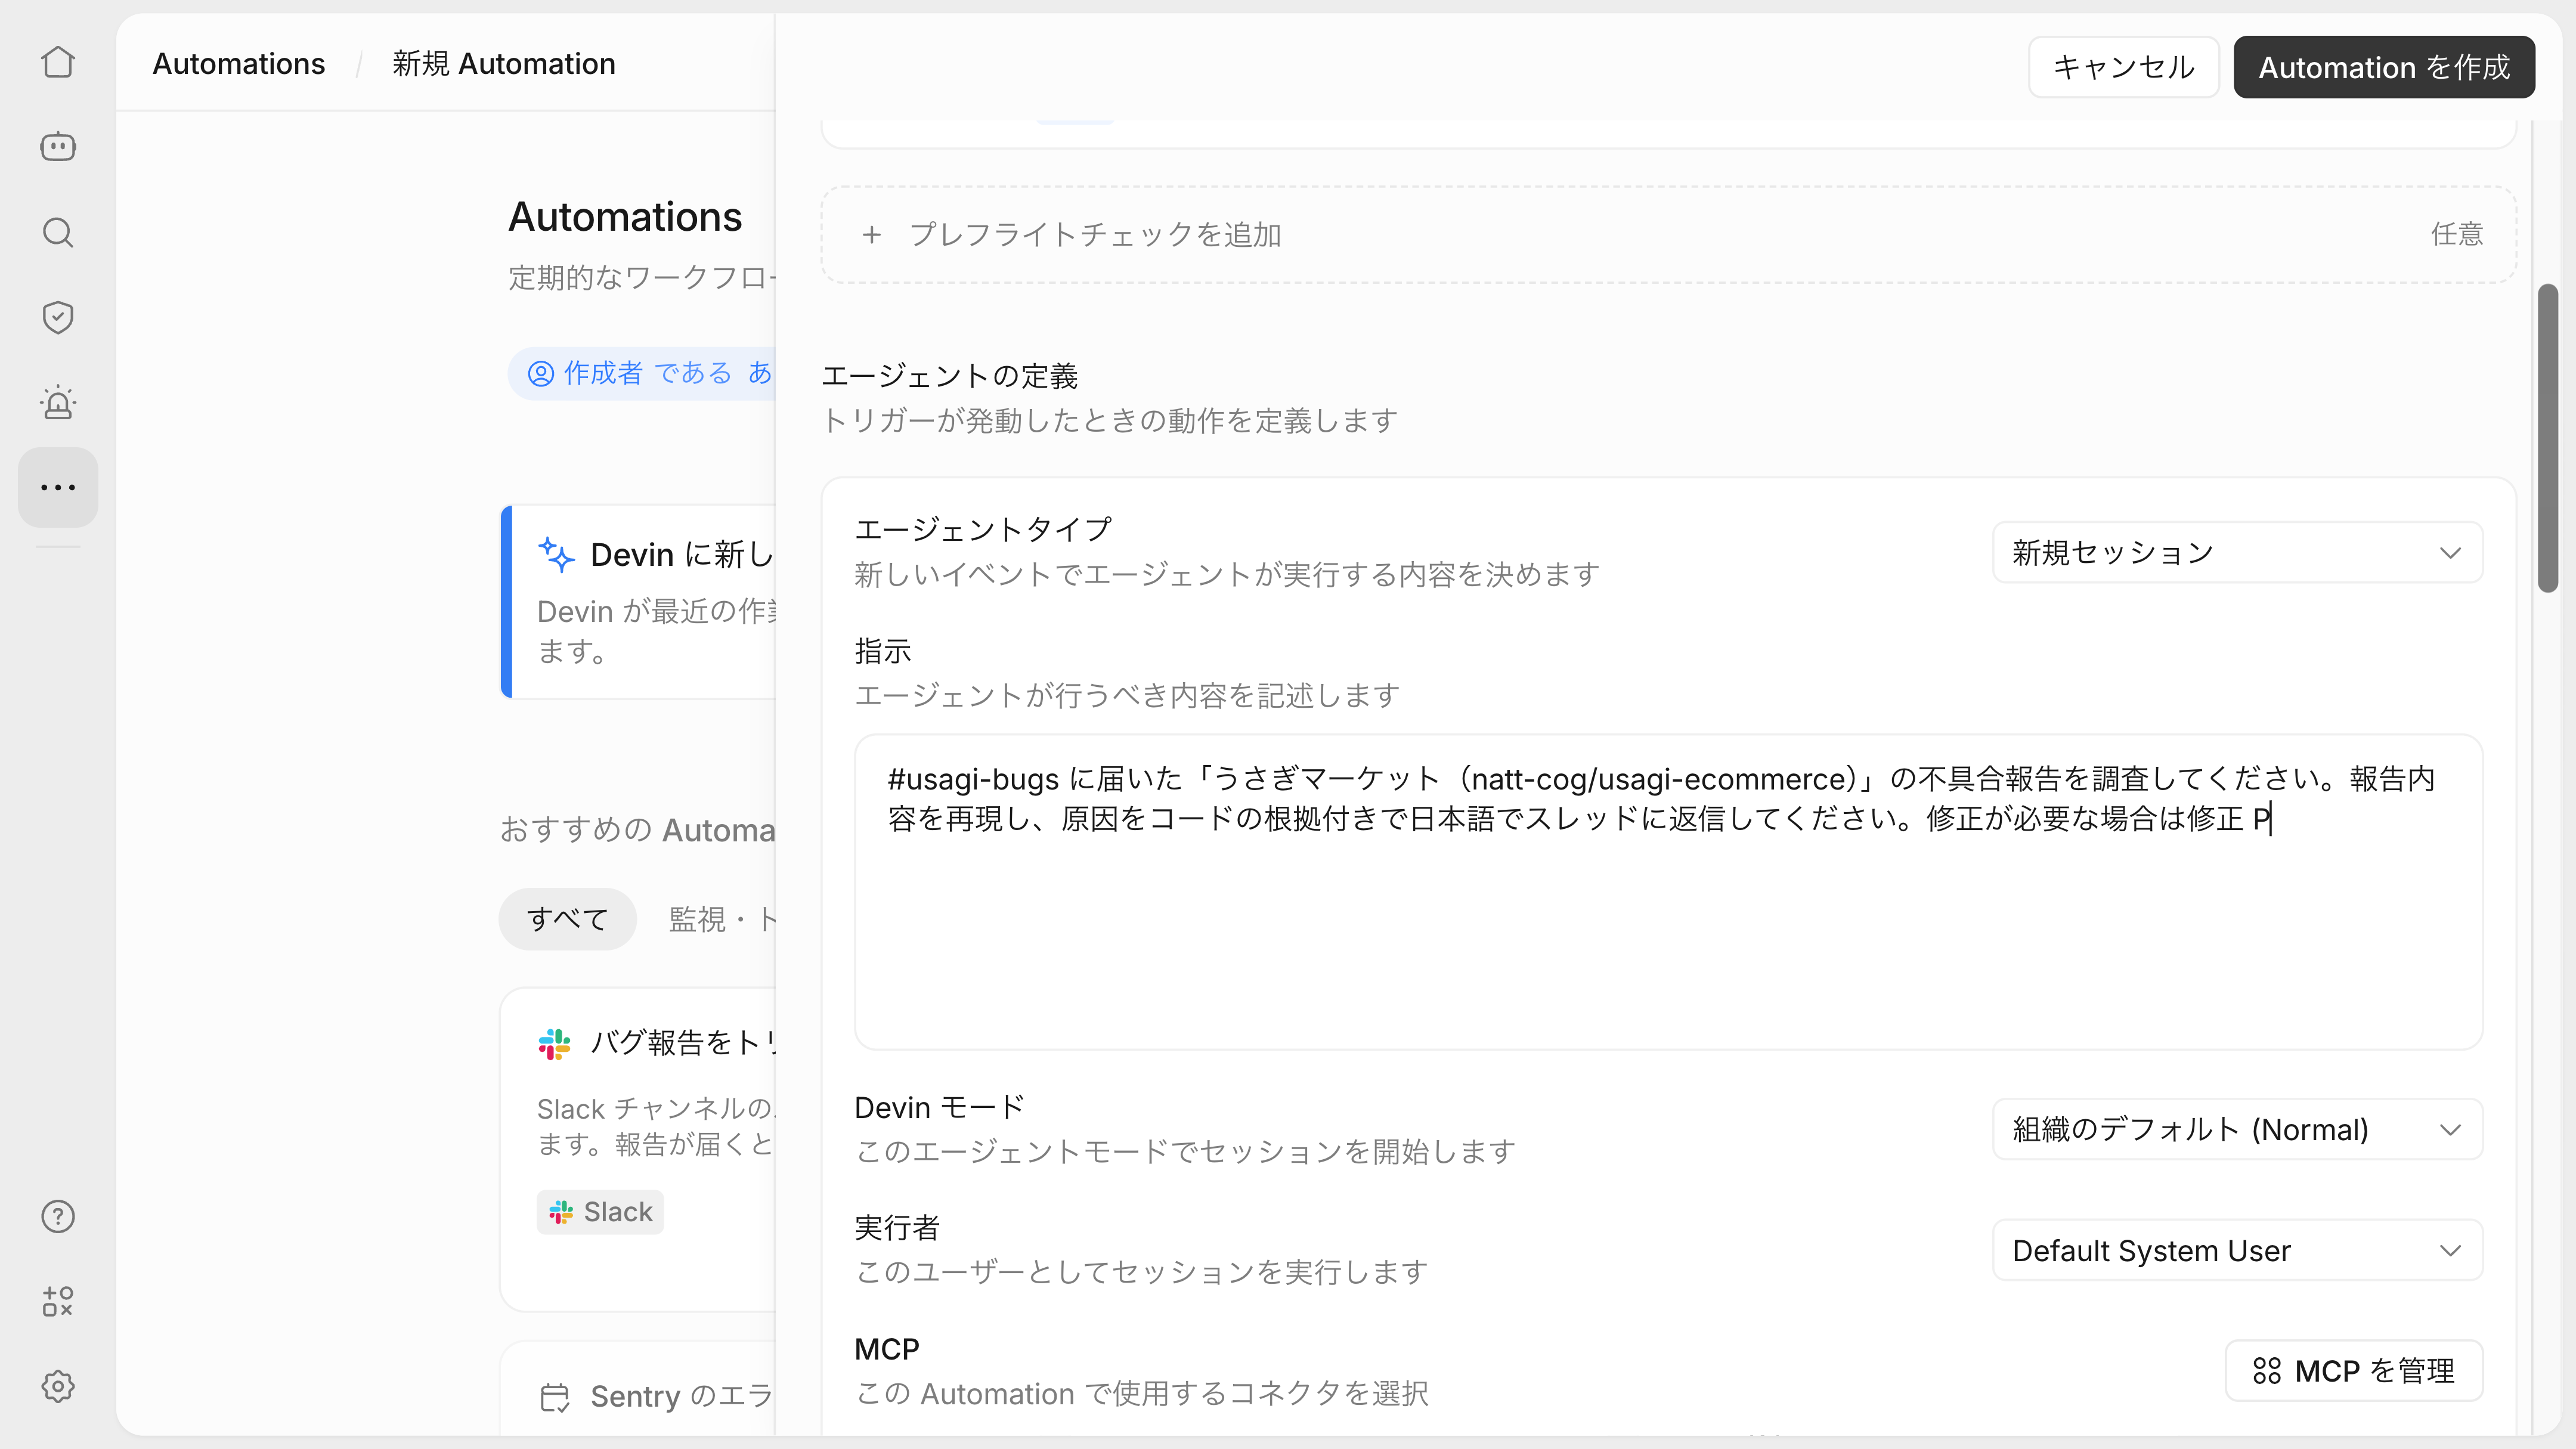 Automations / 新規 Automation
キャンセル
Automation を作成
Automations
定期的なワークフロー
作成者 である あ
Devin に新し
Devin が最近の作業
ます。
おすすめの Automa
すべて
監視・ト
バグ報告をトリ
Slack チャンネルの
ます。報告が届くと
Slack
Sentry のエラ
+ プレフライトチェックを追加
任意
エージェントの定義
トリガーが発動したときの動作を定義します
エージェントタイプ
新しいイベントでエージェントが実行する内容を決めます
新規セッション
指示
エージェントが行うべき内容を記述します
#usagi-bugs に届いた「うさぎマーケット（natt-cog/usagi-ecommerce）」の不具合報告を調査してください。報告内
容を再現し、原因をコードの根拠付きで日本語でスレッドに返信してください。修正が必要な場合は修正 P
Devin モード
このエージェントモードでセッションを開始します
組織のデフォルト (Normal)
実行者
このユーザーとしてセッションを実行します
Default System User
MCP
この Automation で使用するコネクタを選択
MCP を管理